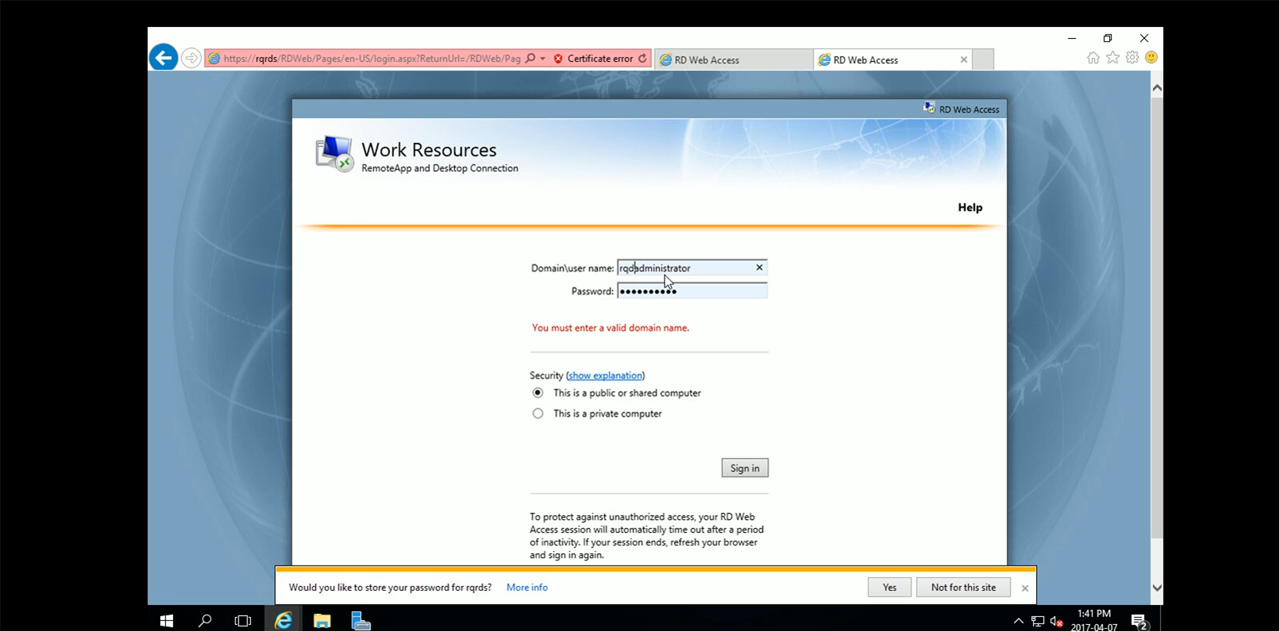 https://rqrds/RDWeb/Pages/en-US/login.aspx?ReturnUrl=/RDWeb/Pag
Certificate error
RD Web Access
RD Web Access
RD Web Access
Work Resources
RemoteApp and Desktop Connection
Help
Domain\user name: rqdadministrator
Password: ••••••••••
You must enter a valid domain name.
Security (show explanation)
This is a public or shared computer
This is a private computer
Sign in
To protect against unauthorized access, your RD Web
Access session will automatically time out after a period
of inactivity. If your session ends, refresh your browser
and sign in again.
Would you like to store your password for rqrds? More info Yes Not for this site
1:41 PM
2017-04-07
2